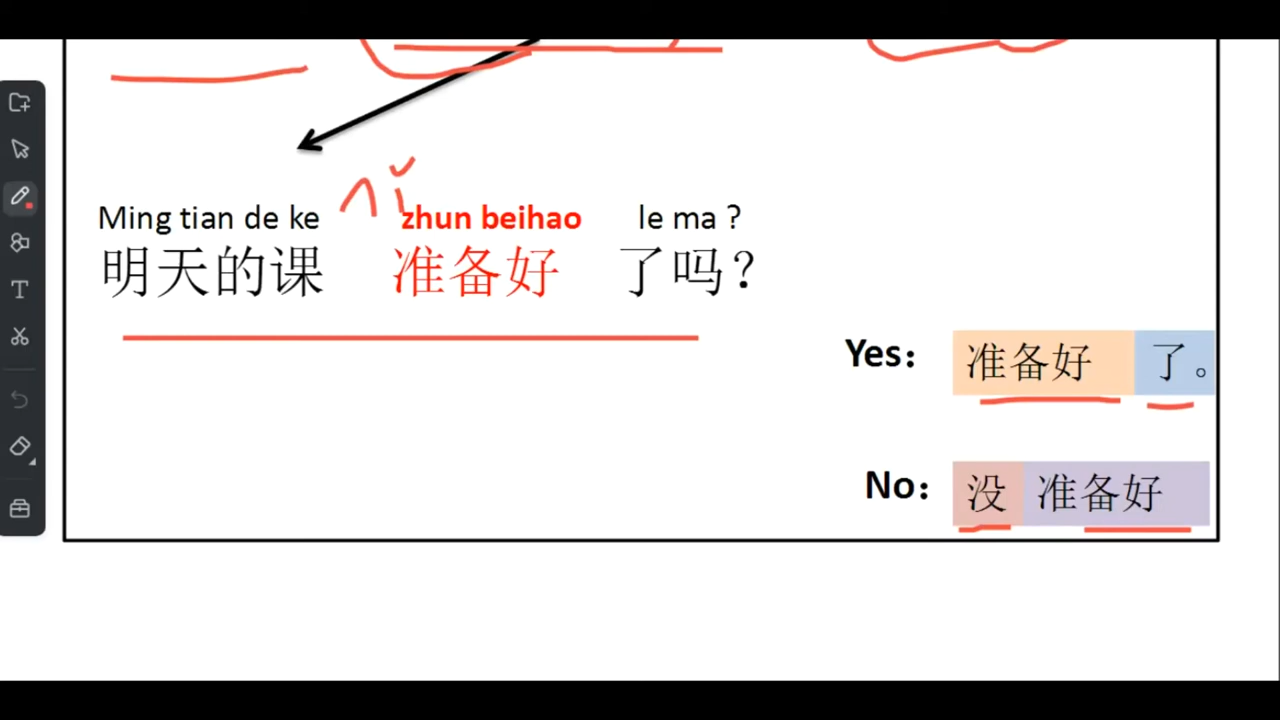 nǐ
Ming tian de ke zhun beihao le ma ?
明天的课 准备好 了吗？
Yes： 准备好 了。
No： 没 准备好
T